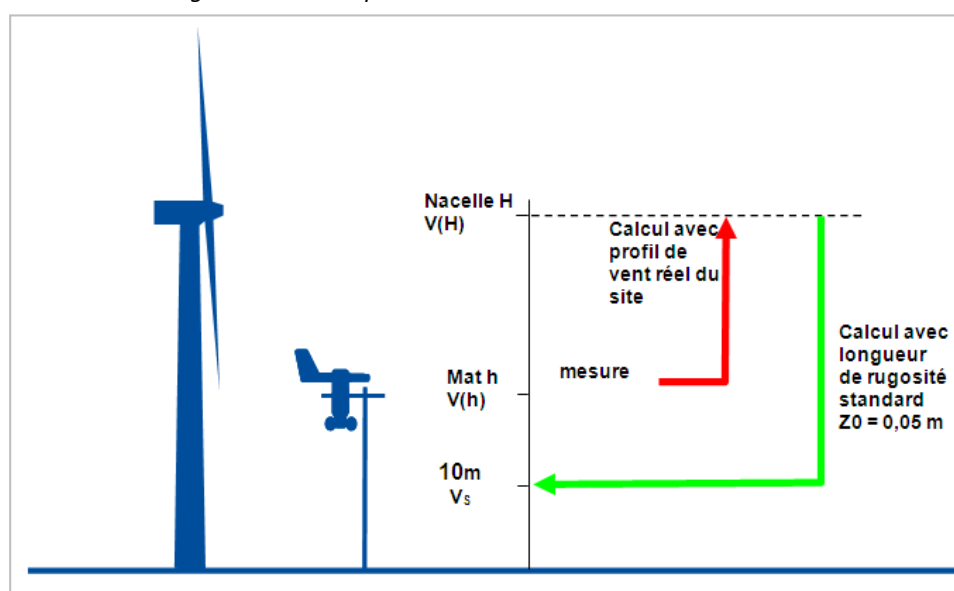 Nacelle H
V(H)
Calcul avec
profil de
vent réel du
site
Calcul avec
longueur
de rugosité
standard
Z0 = 0,05 m
Mat h
V(h)
mesure
10m
Vs